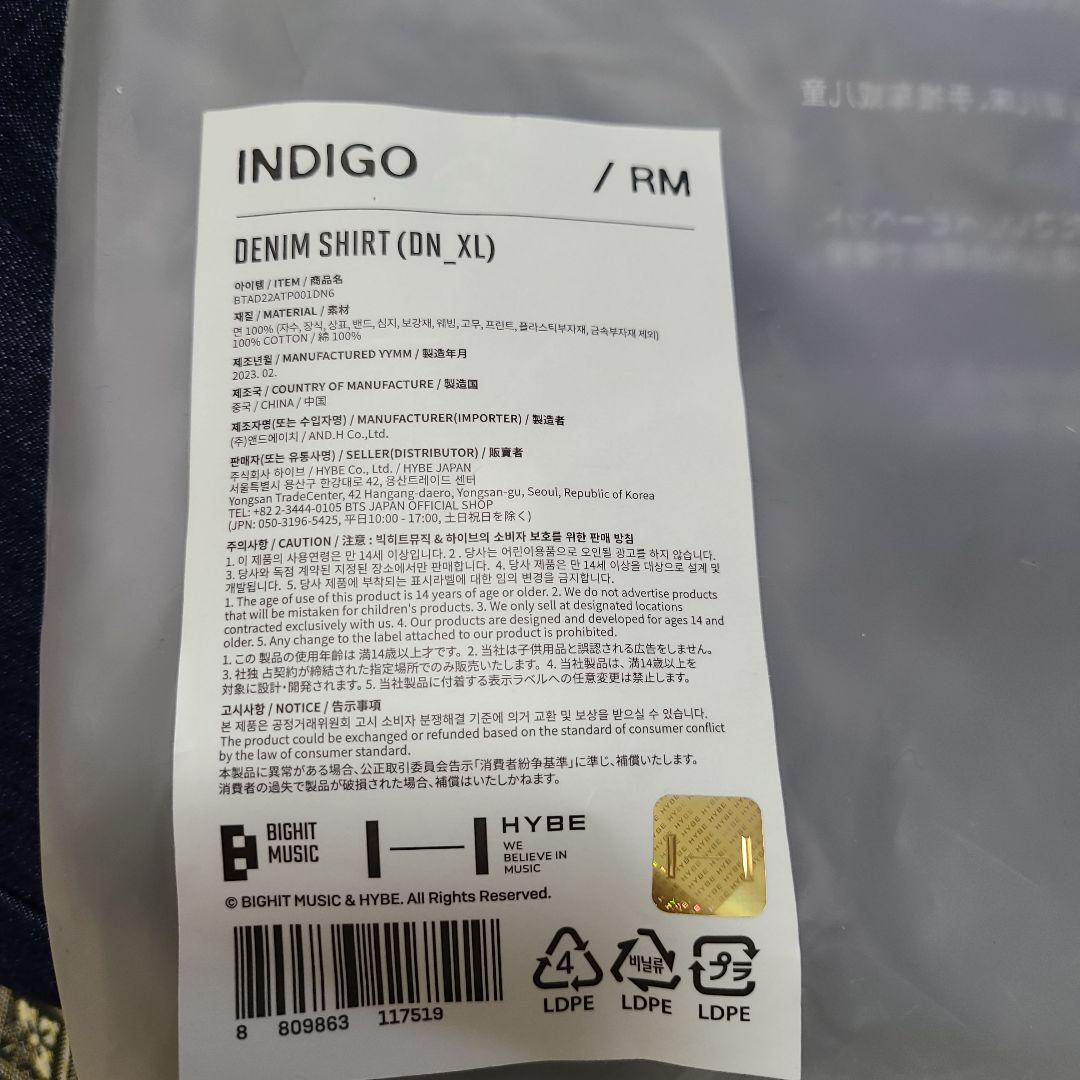 INDIGO / RM
DENIM SHIRT (DN_XL)
아이템 / ITEM / 商品名
BTAD22ATP001DN6
재질 / MATERIAL / 素材
면 100% (자수, 장식, 상표, 밴드, 심지, 보강재, 웨빙, 고무, 프린트, 플라스틱부자재, 금속부자재 제외)
100% COTTON / 綿 100%
제조년월 / MANUFACTURED YYMM / 製造年月
2023. 02.
제조국 / COUNTRY OF MANUFACTURE / 製造国
중국 / CHINA / 中国
제조자명(또는 수입자명) / MANUFACTURER(IMPORTER) / 製造者
(주)앤드에이치 / AND.H Co.,Ltd.
판매자(또는 유통사명) / SELLER(DISTRIBUTOR) / 販賣者
주식회사 하이브 / HYBE Co., Ltd. / HYBE JAPAN
서울특별시 용산구 한강대로 42, 용산트레이드 센터
Yongsan TradeCenter, 42 Hangang-daero, Yongsan-gu, Seoul, Republic of Korea
TEL: +82 2-3444-0105 BTS JAPAN OFFICIAL SHOP
(JPN: 050-3196-5425, 平日10:00 - 17:00, 土日祝日を除く)
주의사항 / CAUTION / 注意 : 빅히트뮤직 & 하이브의 소비자 보호를 위한 판매 방침
1. 이 제품의 사용연령은 만 14세 이상입니다. 2 . 당사는 어린이용품으로 오인될 광고를 하지 않습니다.
3. 당사와 독점 계약된 지정된 장소에서만 판매합니다. 4. 당사 제품은 만 14세 이상을 대상으로 설계 및
개발됩니다. 5. 당사 제품에 부착되는 표시라벨에 대한 임의 변경을 금지합니다.
1. The age of use of this product is 14 years of age or older. 2. We do not advertise products
that will be mistaken for children's products. 3. We only sell at designated locations
contracted exclusively with us. 4. Our products are designed and developed for ages 14 and
older. 5. Any change to the label attached to our product is prohibited.
1. この 製品の使用年齢は 満14歳以上才です。2. 当社は子供用品と誤認される広告をしません。
3. 社独 占契約が締結された指定場所でのみ販売いたします。 4. 当社製品は、満14歳以上を
対象に設計・開発されます。5. 当社製品に付着する表示ラベルへの任意変更は禁止します。
고시사항 / NOTICE / 告示事項
본 제품은 공정거래위원회 고시 소비자 분쟁해결 기준에 의거 교환 및 보상을 받으실 수 있습니다.
The product could be exchanged or refunded based on the standard of consumer conflict
by the law of consumer standard.
本製品に異常がある場合、公正取引委員会告示「消費者紛争基準」に準じ、補償いたします。
消費者の過失で製品が破損された場合、補償はいたしかねます。
BIGHIT
MUSIC
HYBE
WE
BELIEVE IN
MUSIC
HYBE
© BIGHIT MUSIC & HYBE. All Rights Reserved.
8 809863 117519
4 비닐류 プラ
LDPE LDPE LDPE